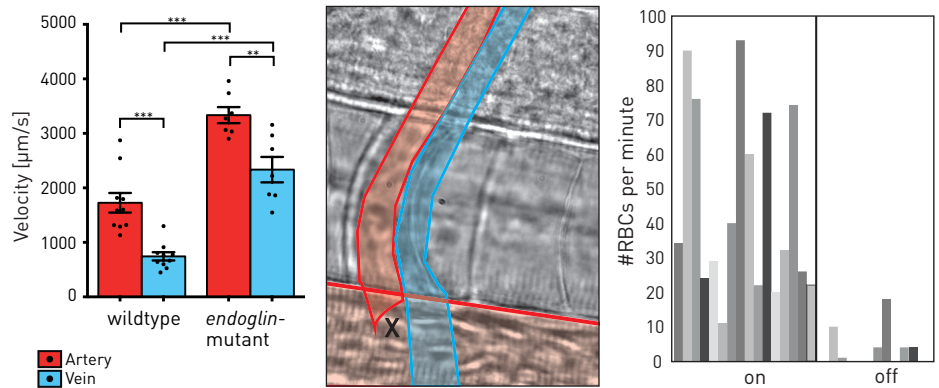 5000
4000
3000
2000
1000
0
Velocity [µm/s]
***
***
**
***
wildtype
endoglin-
mutant
Artery
Vein
X
100
90
80
70
60
50
40
30
20
10
0
#RBCs per minute
on
off